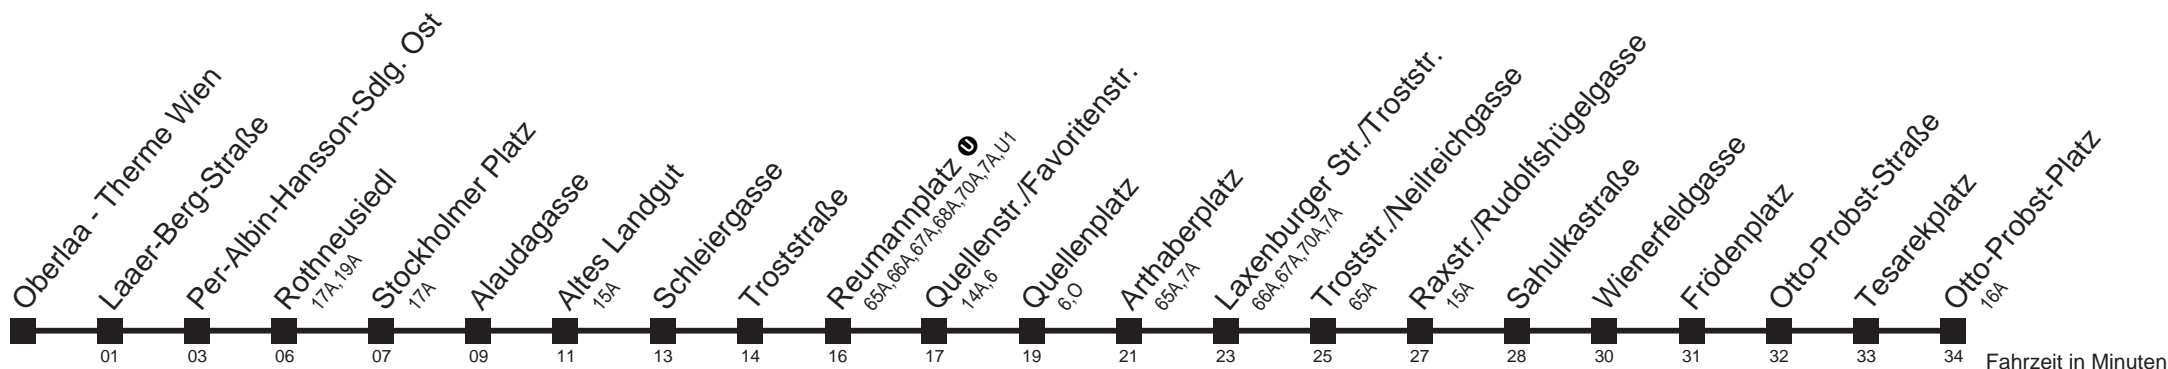 Oberlaa - Therme Wien
Laaer-Berg-Straße
Per-Albin-Hansson-Sdlg. Ost
Rothneusiedl
17A,19A
Stockholmer Platz
17A
Alaudagasse
Altes Landgut
15A
Schleiergasse
Troststraße
Reumannplatz U
65A,66A,67A,68A,70A,7A,U1
Quellenstr./Favoritenstr.
14A,6
Quellenplatz
6,O
Arthaberplatz
65A,7A
Laxenburger Str./Troststr.
66A,67A,70A,7A
Troststr./Neilreichgasse
65A
Raxstr./Rudolfshügelgasse
15A
Sahulkastraße
Wienerfeldgasse
Frödenplatz
Otto-Probst-Straße
Tesarekplatz
Otto-Probst-Platz
16A
01 03 06 07 09 11 13 14 16 17 19 21 23 25 27 28 30 31 32 33 34 Fahrzeit in Minuten